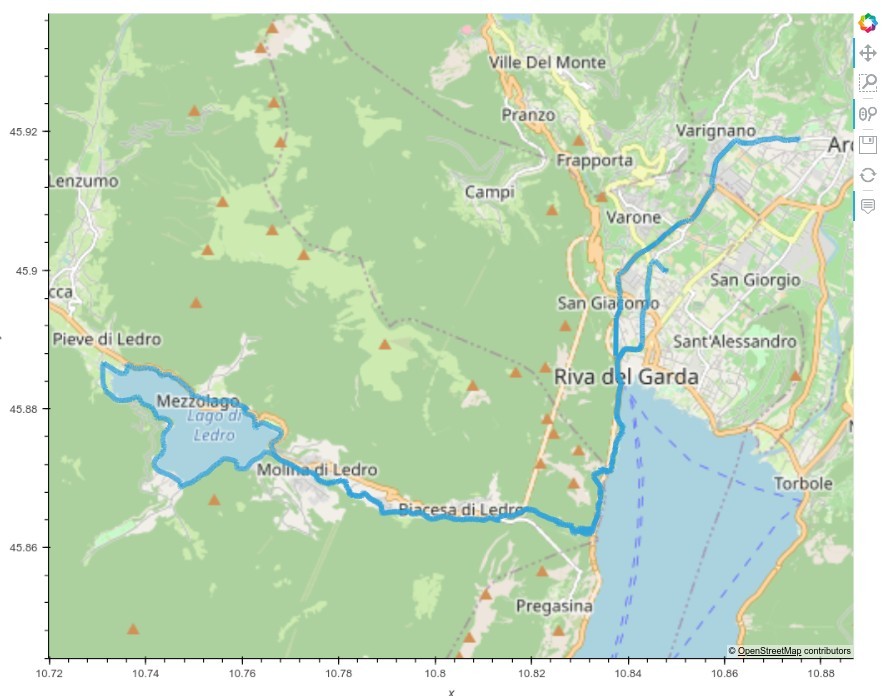 Ville Del Monte
Pranzo
45.92
Varignano
Arc
Frapporta
Lenzumo
Campi
Varone
45.9
San Giorgio
cca
San Giacomo
Pieve di Ledro
Sant'Alessandro
Riva del Garda
45.88
Mezzolago
Lago di
Ledro
Molina di Ledro
Torbole
Biacesa di Ledro
45.86
Pregasina
© OpenStreetMap contributors
10.72
10.74
10.76
10.78
10.8
10.82
10.84
10.86
10.88
x